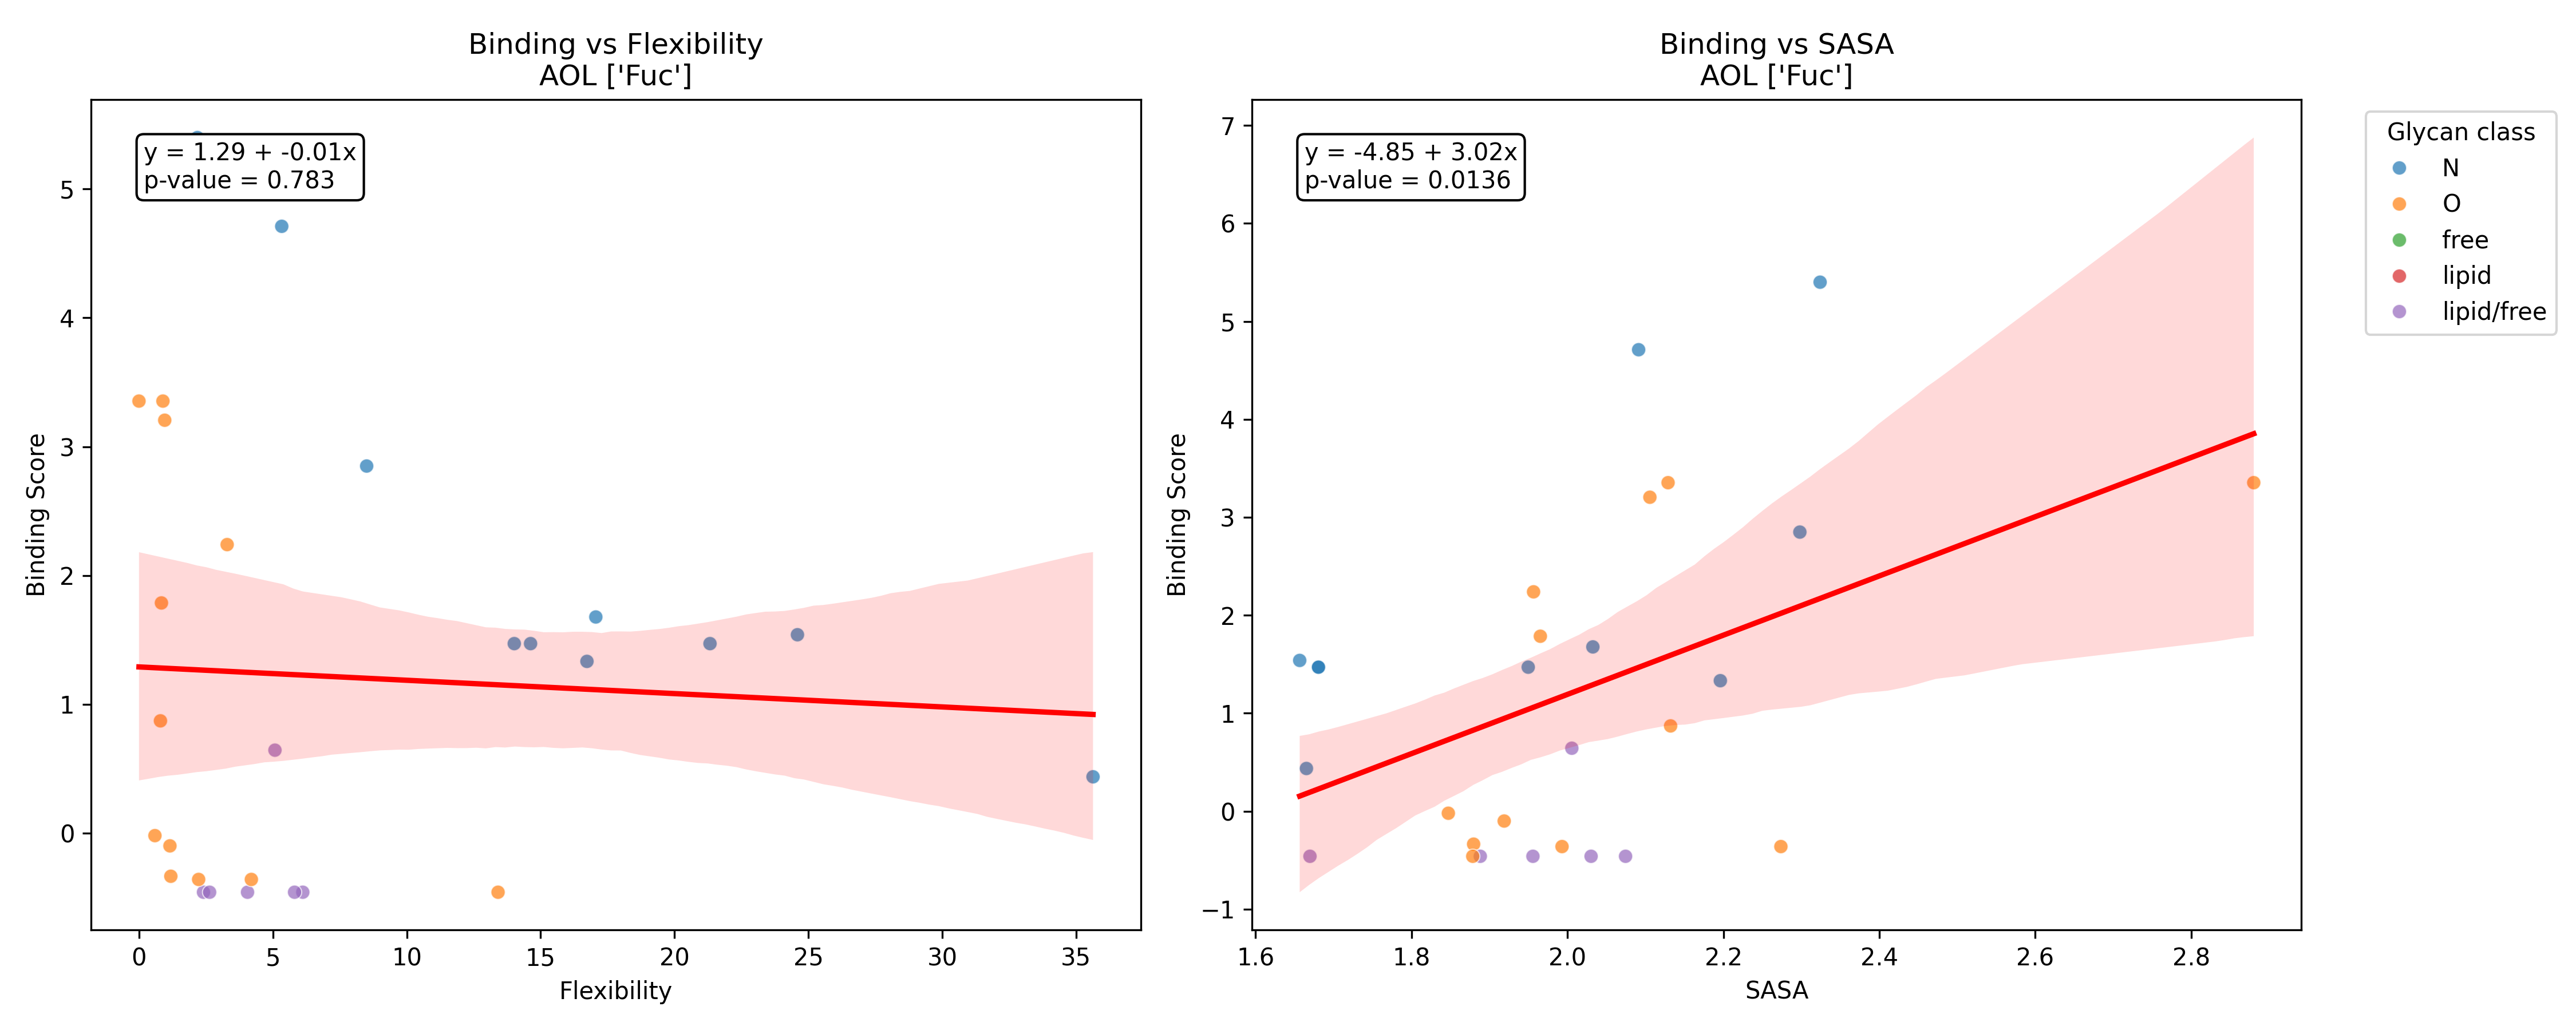 Binding vs Flexibility
AOL ['Fuc']
y = 1.29 + -0.01x
p-value = 0.783
5
4
3
2
1
0
Binding Score
0 5 10 15 20 25 30 35
Flexibility
Binding vs SASA
AOL ['Fuc']
y = -4.85 + 3.02x
p-value = 0.0136
7
6
5
4
3
2
1
0
−1
Binding Score
1.6 1.8 2.0 2.2 2.4 2.6 2.8
SASA
Glycan class
N
O
free
lipid
lipid/free